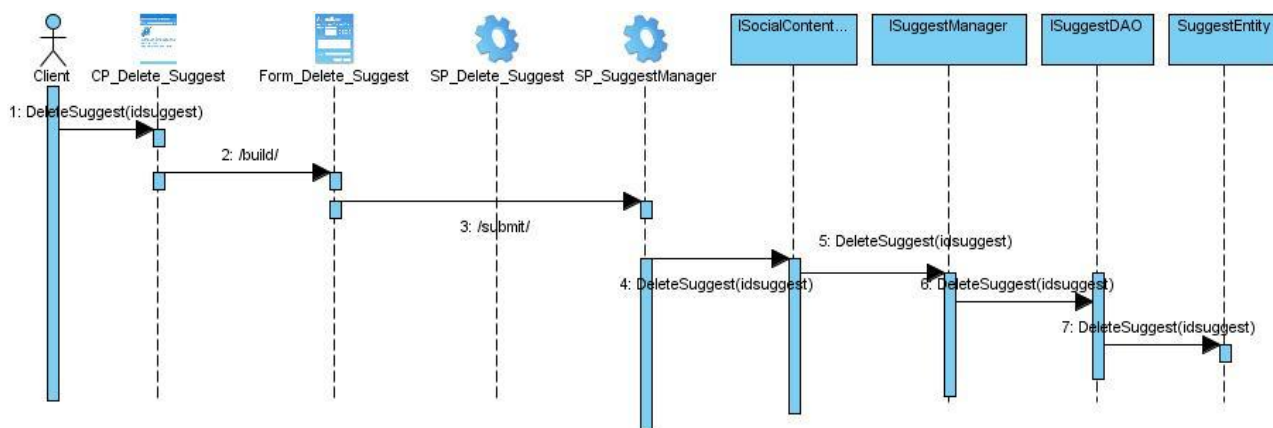 ISocialContent...
ISuggestManager
ISuggestDAO
SuggestEntity
Client
CP_Delete_Suggest
Form_Delete_Suggest
SP_Delete_Suggest
SP_SuggestManager
1: DeleteSuggest(idsuggest)
2: /build/
3: /submit/
4: DeleteSuggest(idsuggest)
5: DeleteSuggest(idsuggest)
6: DeleteSuggest(idsuggest)
7: DeleteSuggest(idsuggest)